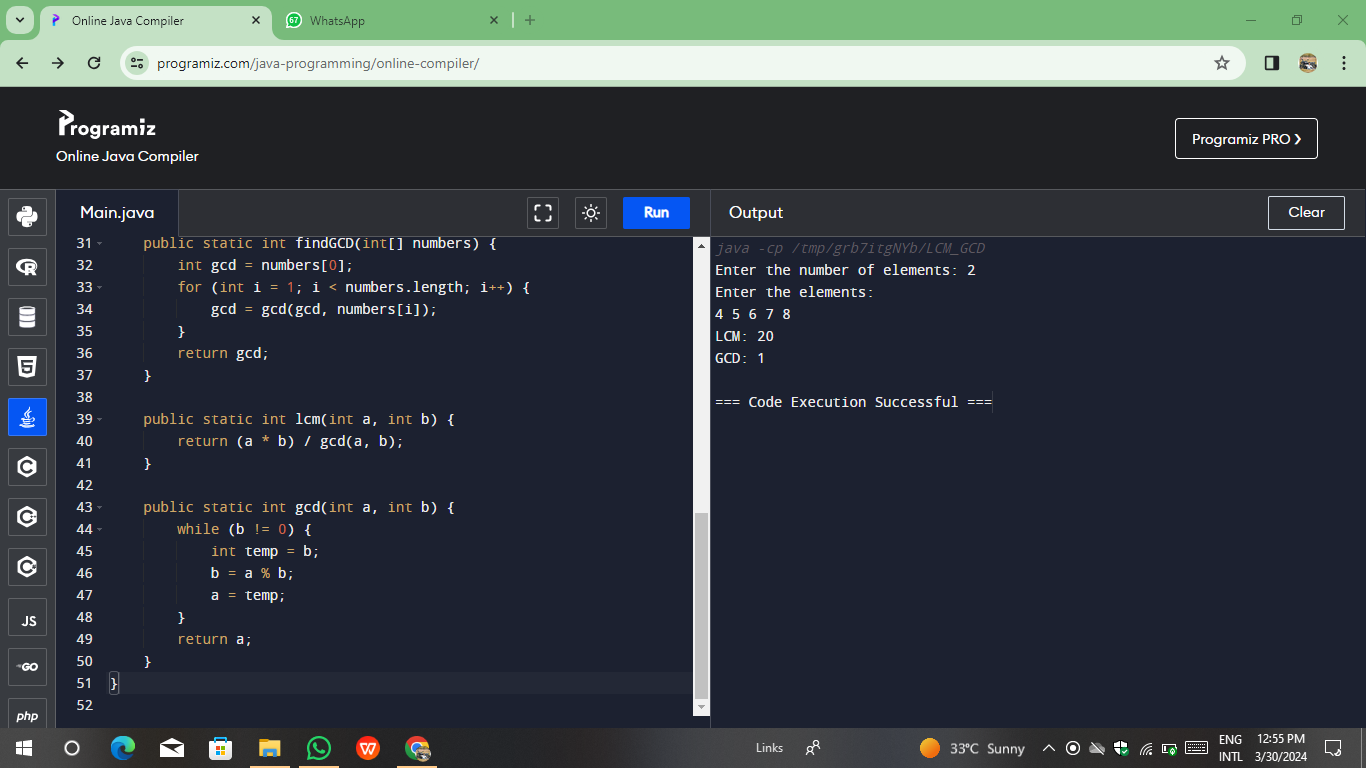 Online Java Compiler
67
WhatsApp
programiz.com/java-programming/online-compiler/
Programiz
Online Java Compiler
Programiz PRO ❯
Main.java
Run
Output
Clear
31 public static int findGCD(int[] numbers) {
32 int gcd = numbers[0];
33 for (int i = 1; i < numbers.length; i++) {
34 gcd = gcd(gcd, numbers[i]);
35 }
36 return gcd;
37 }
38
39 public static int lcm(int a, int b) {
40 return (a * b) / gcd(a, b);
41 }
42
43 public static int gcd(int a, int b) {
44 while (b != 0) {
45 int temp = b;
46 b = a % b;
47 a = temp;
48 }
49 return a;
50 }
51 }
52
java -cp /tmp/grb7itgNYb/LCM_GCD
Enter the number of elements: 2
Enter the elements:
4 5 6 7 8
LCM: 20
GCD: 1
=== Code Execution Successful ===
JS
GO
php
Links
33°C Sunny
ENG
INTL
12:55 PM
3/30/2024